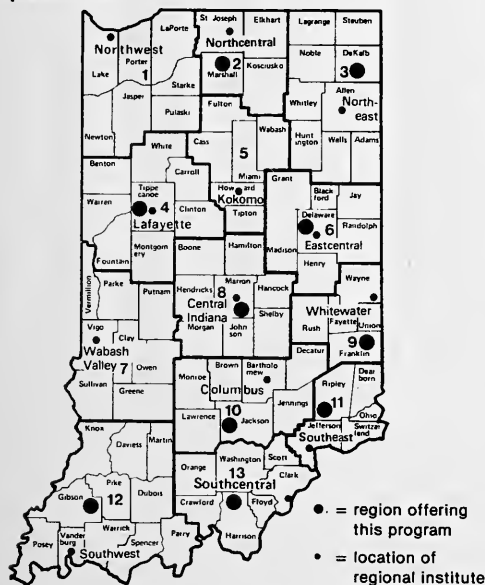 St Joseph
Elkhart
Lagrange
Steuben
LaPorte
Northwest
Northcentral
Porter
Lake
1
2
Marshall
Kosciusko
Noble
DeKalb
3
Starke
Jasper
Pulaski
Newton
Fulton
Whitley
Allen
North-
east
Benton
White
Cass
5
Wabash
Miami
Hunt
ington
Wells
Adams
Carroll
Grant
Warren
Tippe
canoe
4
Lafayette
Clinton
Howard
Kokomo
Tipton
Black
ford
Jay
Delaware
6
Eastcentral
Randolph
Madison
Fountain
Montgom
ery
Boone
Hamilton
Henry
Wayne
Vermillion
Parke
Putnam
Hendricks
Marion
8
Central
Indiana
Hancock
Shelby
Morgan
John
son
Whitewater
Rush
Fayette
Union
9
Franklin
Vigo
Clay
Wabash
Valley
7
Owen
Sullivan
Greene
Monroe
Brown
Bartholo
mew
Columbus
Decatur
Ripley
Dear
born
11
Ohio
Lawrence
10
Jackson
Jennings
Jefferson
Switzer
land
Southeast
Knox
Daviess
Martin
Orange
Washington
Scott
13
Clark
Southcentral
Gibson
Pike
12
Dubois
Crawford
Floyd
Harrison
Posey
Vander
burg
Warrick
Spencer
Perry
Southwest
= region offering
this program
= location of
regional institute